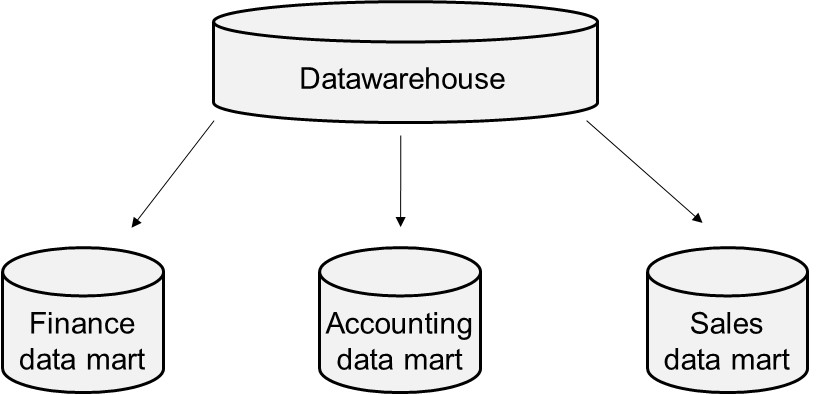 Datawarehouse
Finance
data mart
Accounting
data mart
Sales
data mart